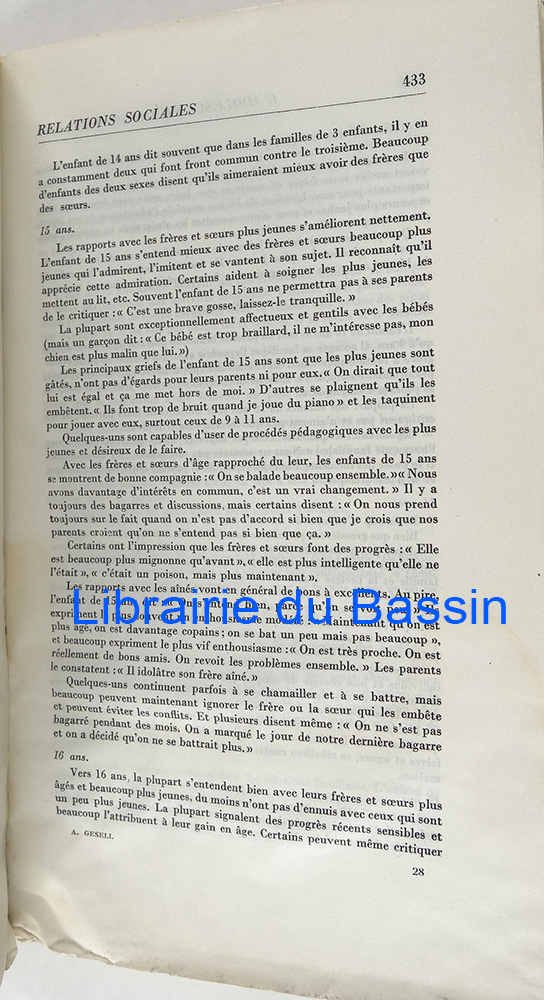 433
RELATIONS SOCIALES
L'enfant de 14 ans dit souvent que dans les familles de 3 enfants, il y en
a constamment deux qui font front commun contre le troisième. Beaucoup
d'enfants des deux sexes disent qu'ils aimeraient mieux avoir des frères que
des sœurs.
15 ans.
Les rapports avec les frères et sœurs plus jeunes s'améliorent nettement.
L'enfant de 15 ans s'entend mieux avec des frères et sœurs beaucoup plus
jeunes qui l'admirent, l'imitent et se vantent à son sujet. Il reconnaît qu'il
apprécie cette admiration. Certains aident à soigner les plus jeunes, les
mettent au lit, etc. Souvent l'enfant de 15 ans ne permettra pas à ses parents
de le critiquer : « C'est une brave gosse, laissez-le tranquille. »
La plupart sont exceptionnellement affectueux et gentils avec les bébés
(mais un garçon dit : « Ce bébé est trop braillard, il ne m'intéresse pas, mon
chien est plus malin que lui. »)
Les principaux griefs de l'enfant de 15 ans sont que les plus jeunes sont
gâtés, n'ont pas d'égards pour leurs parents ni pour eux. « On dirait que tout
lui est égal et ça me met hors de moi. » D'autres se plaignent qu'ils les
embêtent. « Ils font trop de bruit quand je joue du piano » et les taquinent
pour jouer avec eux, surtout ceux de 9 à 11 ans.
Quelques-uns sont capables d'user de procédés pédagogiques avec les plus
jeunes et désireux de le faire.
Avec les frères et sœurs d'âge rapproché du leur, les enfants de 15 ans
se montrent de bonne compagnie : « On se balade beaucoup ensemble. » « Nous
avons davantage d'intérêts en commun, c'est un vrai changement. » Il y a
toujours des bagarres et discussions, mais certains disent : « On nous prend
toujours sur le fait quand on n'est pas d'accord si bien que je crois que nos
parents croient qu'on ne s'entend pas si bien que ça. »
Certains ont l'impression que les frères et sœurs font des progrès : « Elle
est beaucoup plus mignonne qu'avant », « elle est plus intelligente qu'elle ne
l'était », « c'était un poison, mais plus maintenant ».
Les rapports avec les aînés vont en général de bons à excellents. Au pire,
l'enfant de 15 ans
Librairie du Bassin
expriment le plus souvent un enthousiasme modéré : « Maintenant qu'on est
plus âgé, on est davantage copains ; on se bat un peu mais pas beaucoup »,
et beaucoup expriment le plus vif enthousiasme : « On est très proche. On est
réellement de bons amis. On revoit les problèmes ensemble. » Les parents
le constatent : « Il idolâtre son frère aîné. »
Quelques-uns continuent parfois à se chamailler et à se battre, mais
beaucoup peuvent maintenant ignorer le frère ou la sœur qui les embête
et peuvent éviter les conflits. Et plusieurs disent même : « On ne s'est pas
bagarré pendant des mois. On a marqué le jour de notre dernière bagarre
et on a décidé qu'on ne se battrait plus. »
16 ans.
Vers 16 ans, la plupart s'entendent bien avec leurs frères et sœurs plus
âgés et beaucoup plus jeunes, du moins n'ont pas d'ennuis avec ceux qui sont
un peu plus jeunes. La plupart signalent des progrès récents sensibles et
beaucoup l'attribuent à leur gain en âge. Certains peuvent même critiquer
A. GESELL
28